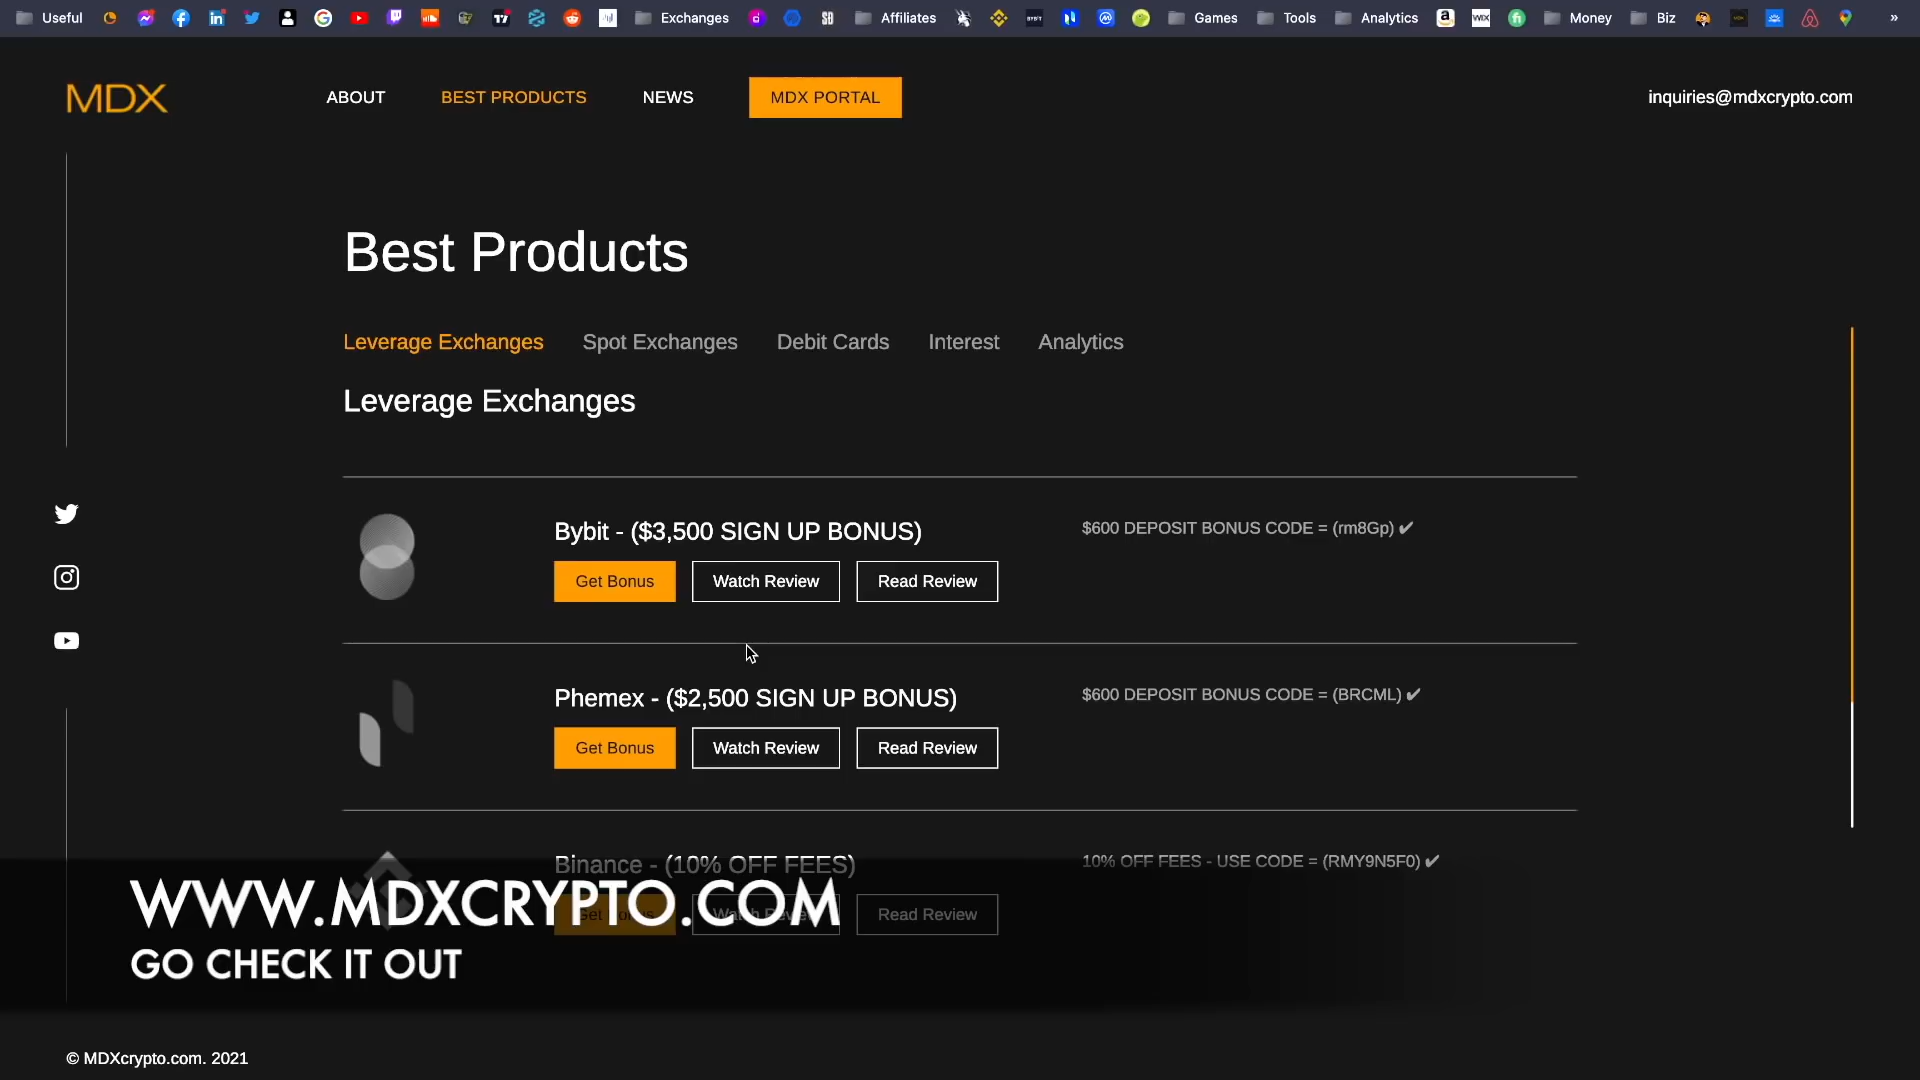 Useful Exchanges Affiliates Games Tools Analytics Money Biz »
MDX ABOUT BEST PRODUCTS NEWS MDX PORTAL inquiries@mdxcrypto.com
Best Products
Leverage Exchanges Spot Exchanges Debit Cards Interest Analytics
Leverage Exchanges
Bybit - ($3,500 SIGN UP BONUS) $600 DEPOSIT BONUS CODE = (rm8Gp) ✔
Get Bonus Watch Review Read Review
Phemex - ($2,500 SIGN UP BONUS) $600 DEPOSIT BONUS CODE = (BRCML) ✔
Get Bonus Watch Review Read Review
Binance - (10% OFF FEES) 10% OFF FEES - USE CODE = (RMY9N5F0) ✔
Get Bonus Watch Review Read Review
WWW.MDXCRYPTO.COM
GO CHECK IT OUT
© MDXcrypto.com. 2021